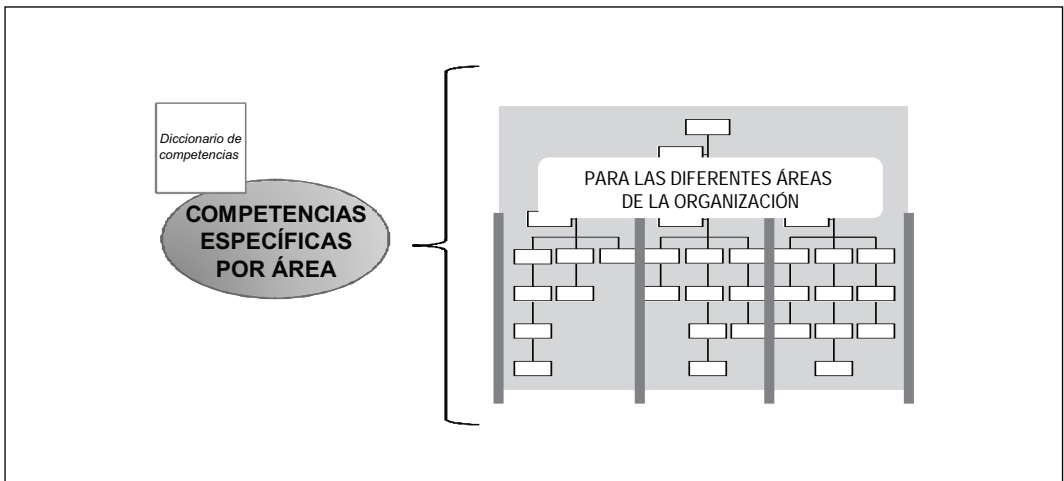 Diccionario de
competencias
COMPETENCIAS
ESPECÍFICAS
POR ÁREA
PARA LAS DIFERENTES ÁREAS
DE LA ORGANIZACIÓN